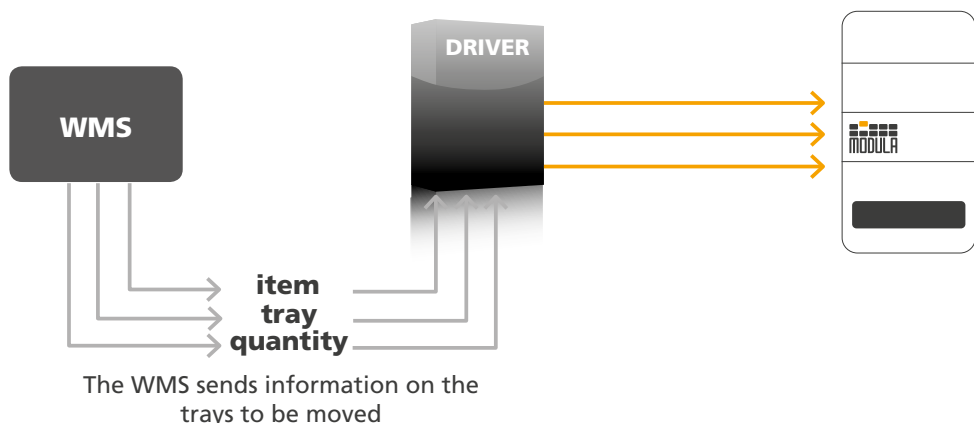 DRIVER
WMS
MODULA
item
tray
quantity
The WMS sends information on the
trays to be moved